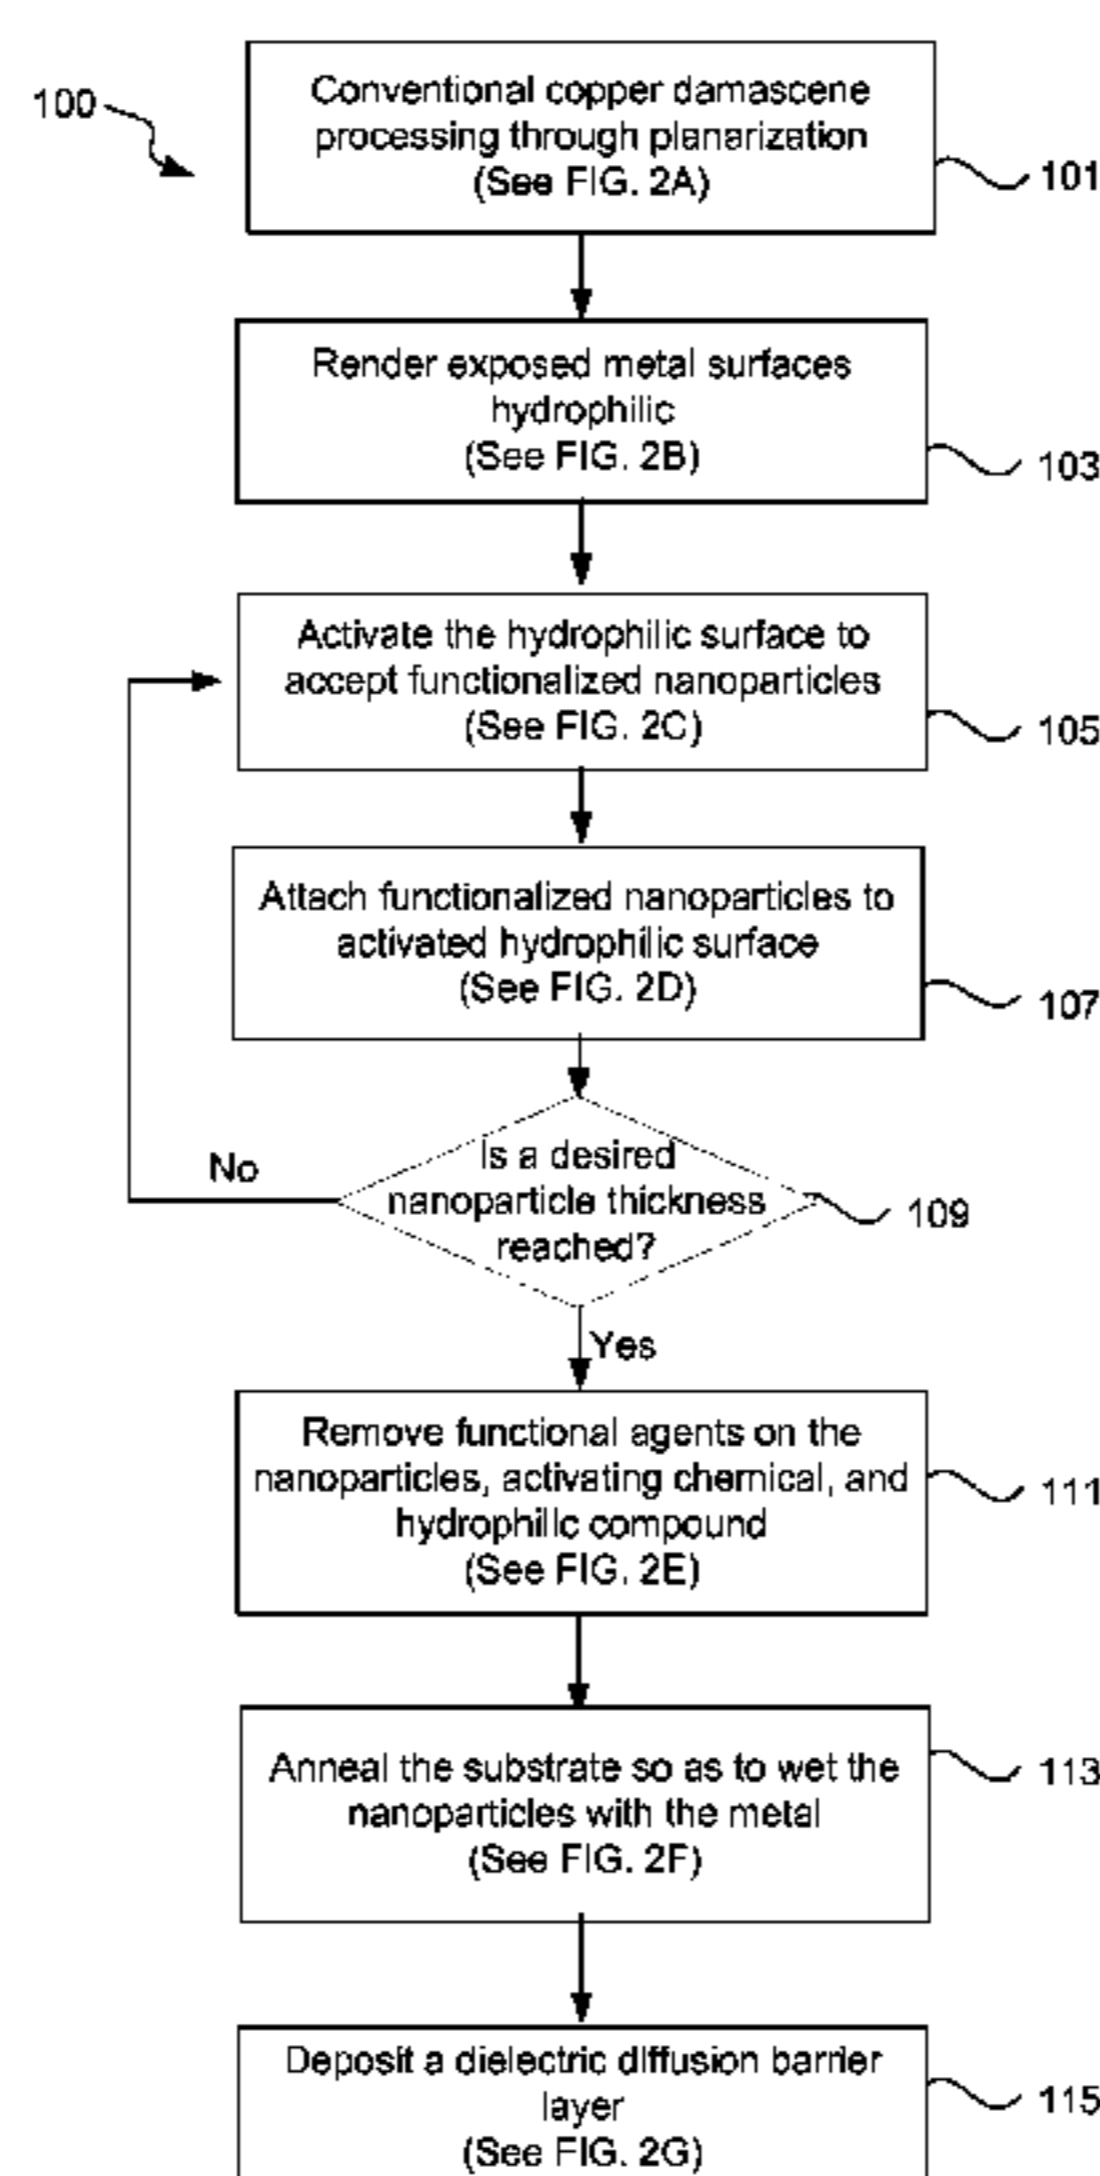 100
Conventional copper damascene
processing through planarization
(See FIG. 2A)
101
Render exposed metal surfaces
hydrophilic
(See FIG. 2B)
103
Activate the hydrophilic surface to
accept functionalized nanoparticles
(See FIG. 2C)
105
Attach functionalized nanoparticles to
activated hydrophilic surface
(See FIG. 2D)
107
Is a desired
nanoparticle thickness
reached?
109
No
Yes
Remove functional agents on the
nanoparticles, activating chemical, and
hydrophilic compound
(See FIG. 2E)
111
Anneal the substrate so as to wet the
nanoparticles with the metal
(See FIG. 2F)
113
Deposit a dielectric diffusion barrier
layer
(See FIG. 2G)
115